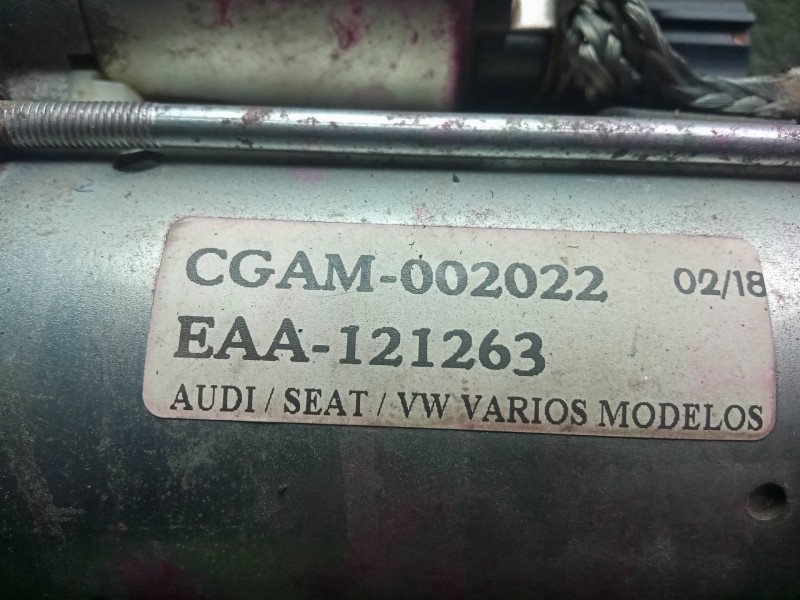 CGAM-002022 02/18
EAA-121263
AUDI / SEAT / VW VARIOS MODELOS